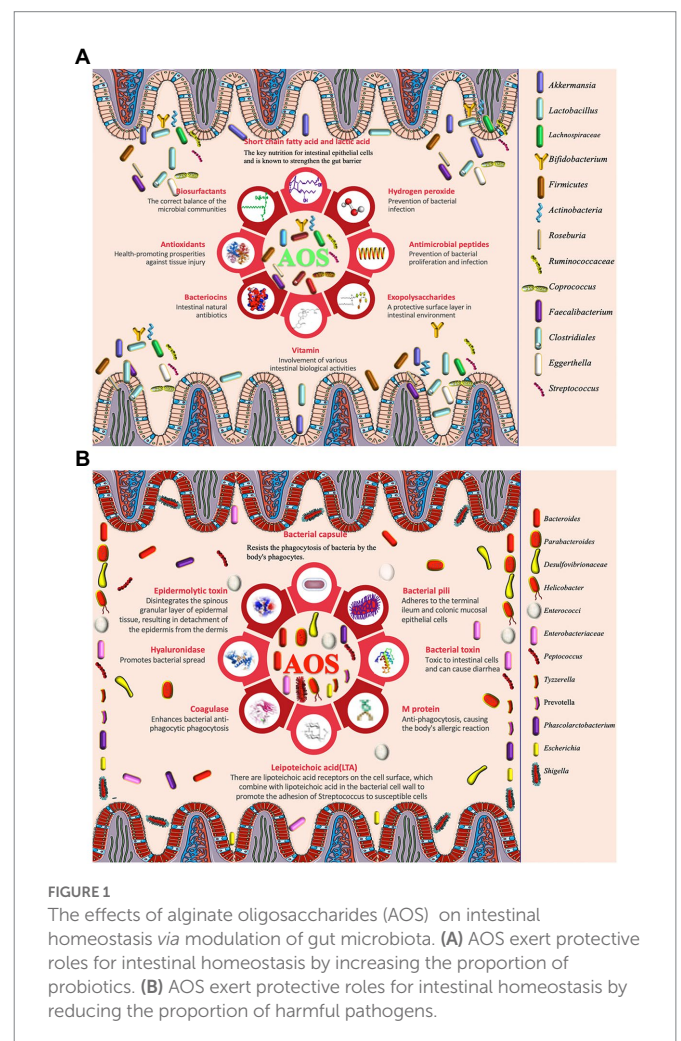 A
Short chain fatty acid and lactic acid
The key nutrition for intestinal epithelial cells
and is known to strengthen the gut barrier
Biosurfactants
The correct balance of the
microbial communities
Hydrogen peroxide
Prevention of bacterial
infection
Antioxidants
Health-promoting prosperities
against tissue injury
AOS
Antimicrobial peptides
Prevention of bacterial
proliferation and infection
Bacteriocins
Intestinal natural
antibiotics
Exopolysaccharides
A protective surface layer in
intestinal environment
Vitamin
Involvement of various
intestinal biological activities
Akkermansia
Lactobacillus
Lachnospiraceae
Bifidobacterium
Firmicutes
Actinobacteria
Roseburia
Ruminococcaceae
Coprococcus
Faecalibacterium
Clostridiales
Eggerthella
Streptococcus
B
Bacterial capsule
Resists the phagocytosis of bacteria by the
body's phagocytes.
Epidermolytic toxin
Disintegrates the spinous
granular layer of epidermal
tissue, resulting in detachment of
the epidermis from the dermis
Bacterial pili
Adheres to the terminal
ileum and colonic mucosal
epithelial cells
Hyaluronidase
Promotes bacterial spread
AOS
Bacterial toxin
Toxic to intestinal cells
and can cause diarrhea
Coagulase
Enhances bacterial anti-
phagocytic phagocytosis
M protein
Anti-phagocytosis, causing
the body's allergic reaction
Leipoteichoic acid(LTA)
There are lipoteichoic acid receptors on the cell surface, which
combine with lipoteichoic acid in the bacterial cell wall to
promote the adhesion of Streptococcus to susceptible cells
Bacteroides
Parabacteroides
Desulfovibrionaceae
Helicobacter
Enterococci
Enterobacteriaceae
Peptococcus
Tyzzerella
Prevotella
Phascolarctobacterium
Escherichia
Shigella
FIGURE 1
The effects of alginate oligosaccharides (AOS) on intestinal
homeostasis via modulation of gut microbiota. (A) AOS exert protective
roles for intestinal homeostasis by increasing the proportion of
probiotics. (B) AOS exert protective roles for intestinal homeostasis by
reducing the proportion of harmful pathogens.